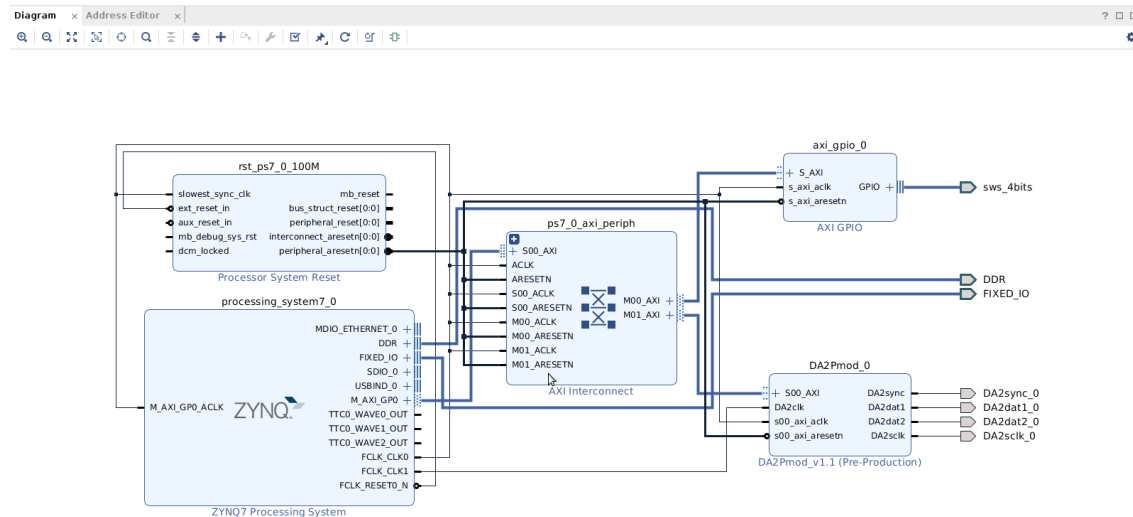 Diagram × Address Editor ×
rst_ps7_0_100M
slowest_sync_clk mb_reset
ext_reset_in bus_struct_reset[0:0]
aux_reset_in peripheral_reset[0:0]
mb_debug_sys_rst interconnect_aresetn[0:0]
dcm_locked peripheral_aresetn[0:0]
Processor System Reset
processing_system7_0
MDIO_ETHERNET_0
DDR
FIXED_IO
SDIO_0
USBIND_0
M_AXI_GP0
M_AXI_GP0_ACLK
ZYNQ
TTC0_WAVE0_OUT
TTC0_WAVE1_OUT
TTC0_WAVE2_OUT
FCLK_CLK0
FCLK_CLK1
FCLK_RESET0_N
ZYNQ7 Processing System
ps7_0_axi_periph
S00_AXI
ACLK
ARESETN
S00_ACLK
S00_ARESETN
M00_ACLK
M00_ARESETN
M01_ACLK
M01_ARESETN
M00_AXI
M01_AXI
AXI Interconnect
axi_gpio_0
S_AXI
s_axi_aclk GPIO
s_axi_aresetn
AXI GPIO
sws_4bits
DDR
FIXED_IO
DA2Pmod_0
S00_AXI DA2sync
DA2clk DA2dat1
s00_axi_aclk DA2dat2
s00_axi_aresetn DA2sclk
DA2Pmod_v1.1 (Pre-Production)
DA2sync_0
DA2dat1_0
DA2dat2_0
DA2sclk_0